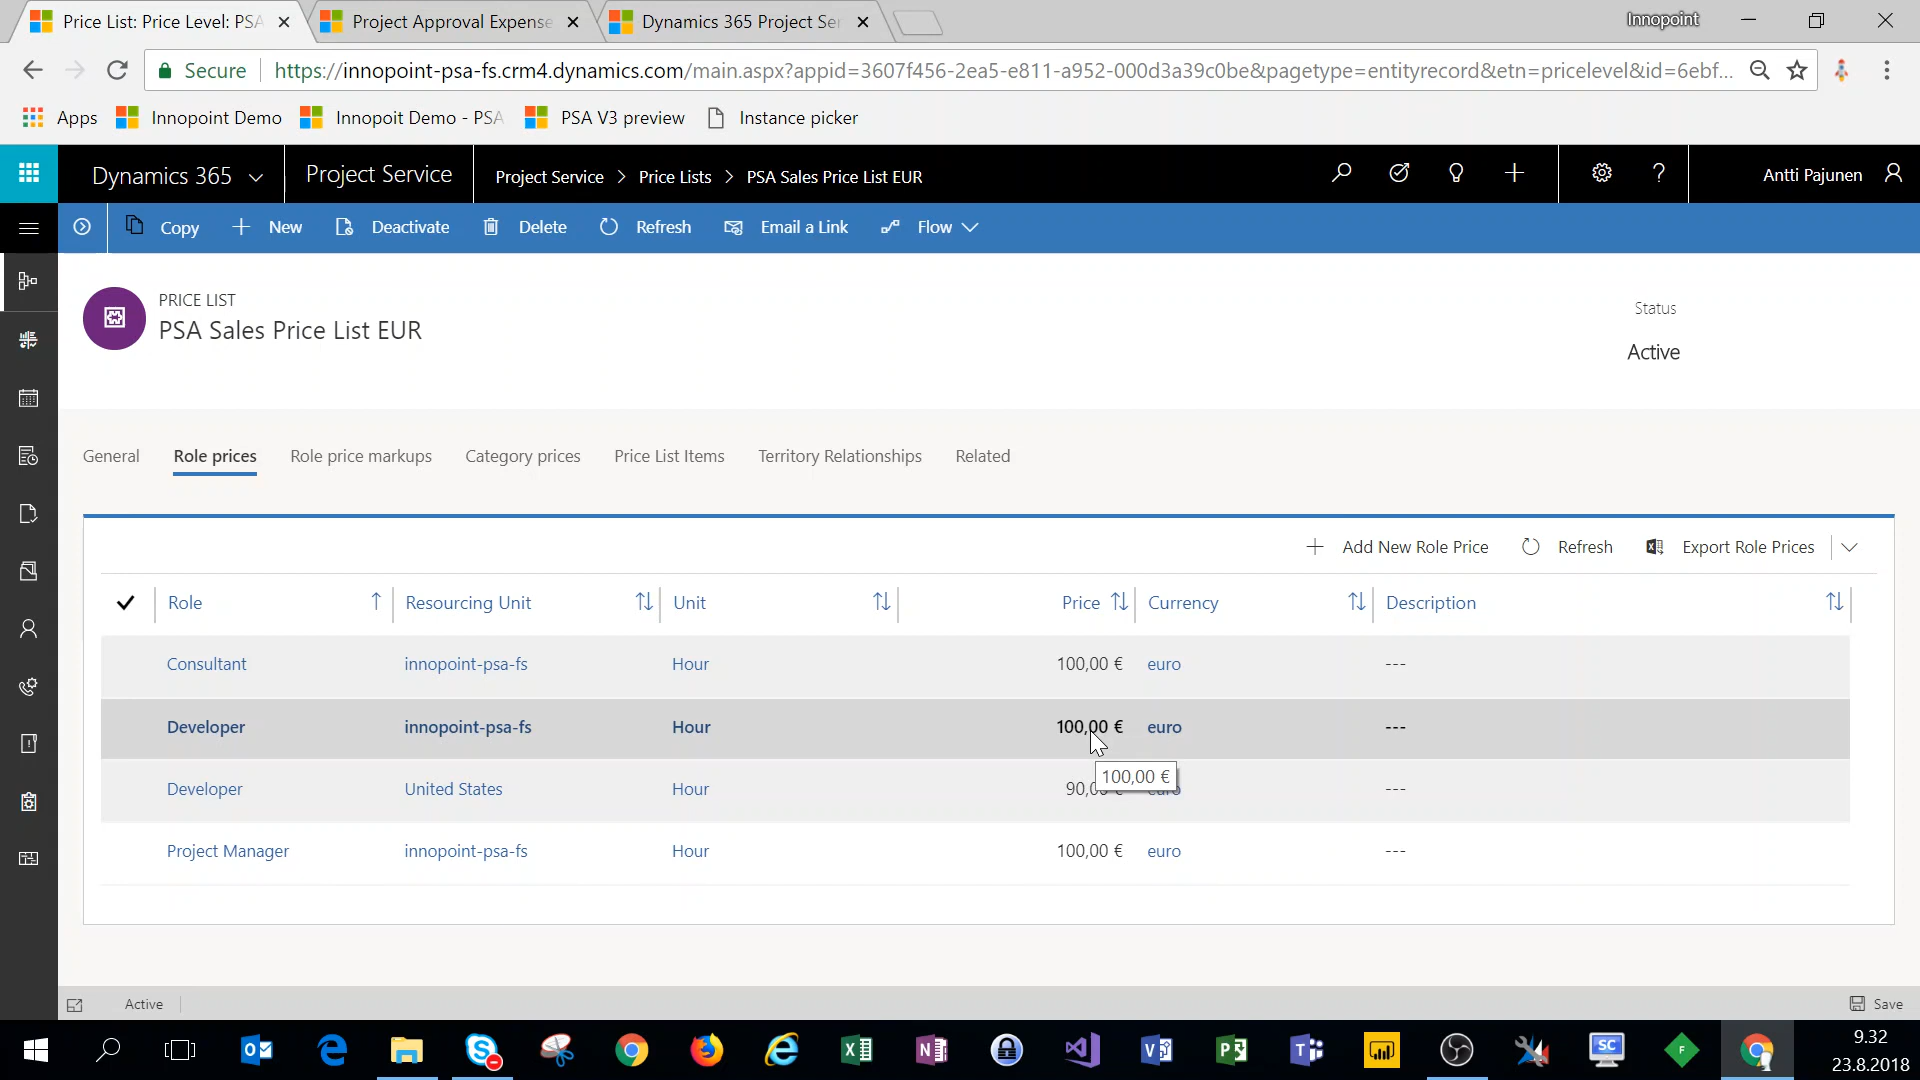 Price List: Price Level: PSA
Project Approval Expense
Dynamics 365 Project Ser
Innopoint
Secure https://innopoint-psa-fs.crm4.dynamics.com/main.aspx?appid=3607f456-2ea5-e811-a952-000d3a39c0be&pagetype=entityrecord&etn=pricelevel&id=6ebf...
Apps Innopoint Demo Innopoit Demo - PSA PSA V3 preview Instance picker
Dynamics 365 Project Service Project Service > Price Lists > PSA Sales Price List EUR Antti Pajunen
Copy New Deactivate Delete Refresh Email a Link Flow
PRICE LIST
PSA Sales Price List EUR
Status
Active
General Role prices Role price markups Category prices Price List Items Territory Relationships Related
Add New Role Price Refresh Export Role Prices
Role Resourcing Unit Unit Price Currency Description
Consultant innopoint-psa-fs Hour 100,00 € euro ---
Developer innopoint-psa-fs Hour 100,00 € euro ---
100,00 €
Developer United States Hour 90,0 euro ---
Project Manager innopoint-psa-fs Hour 100,00 € euro ---
Active
Save
9.32
23.8.2018